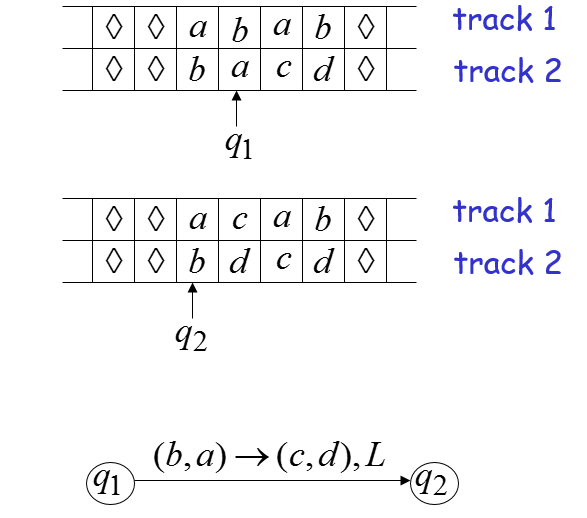 ◊ ◊ a b a b ◊ track 1
◊ ◊ b a c d ◊ track 2
q1
◊ ◊ a c a b ◊ track 1
◊ ◊ b d c d ◊ track 2
q2
(b,a) → (c,d), L
q1 q2